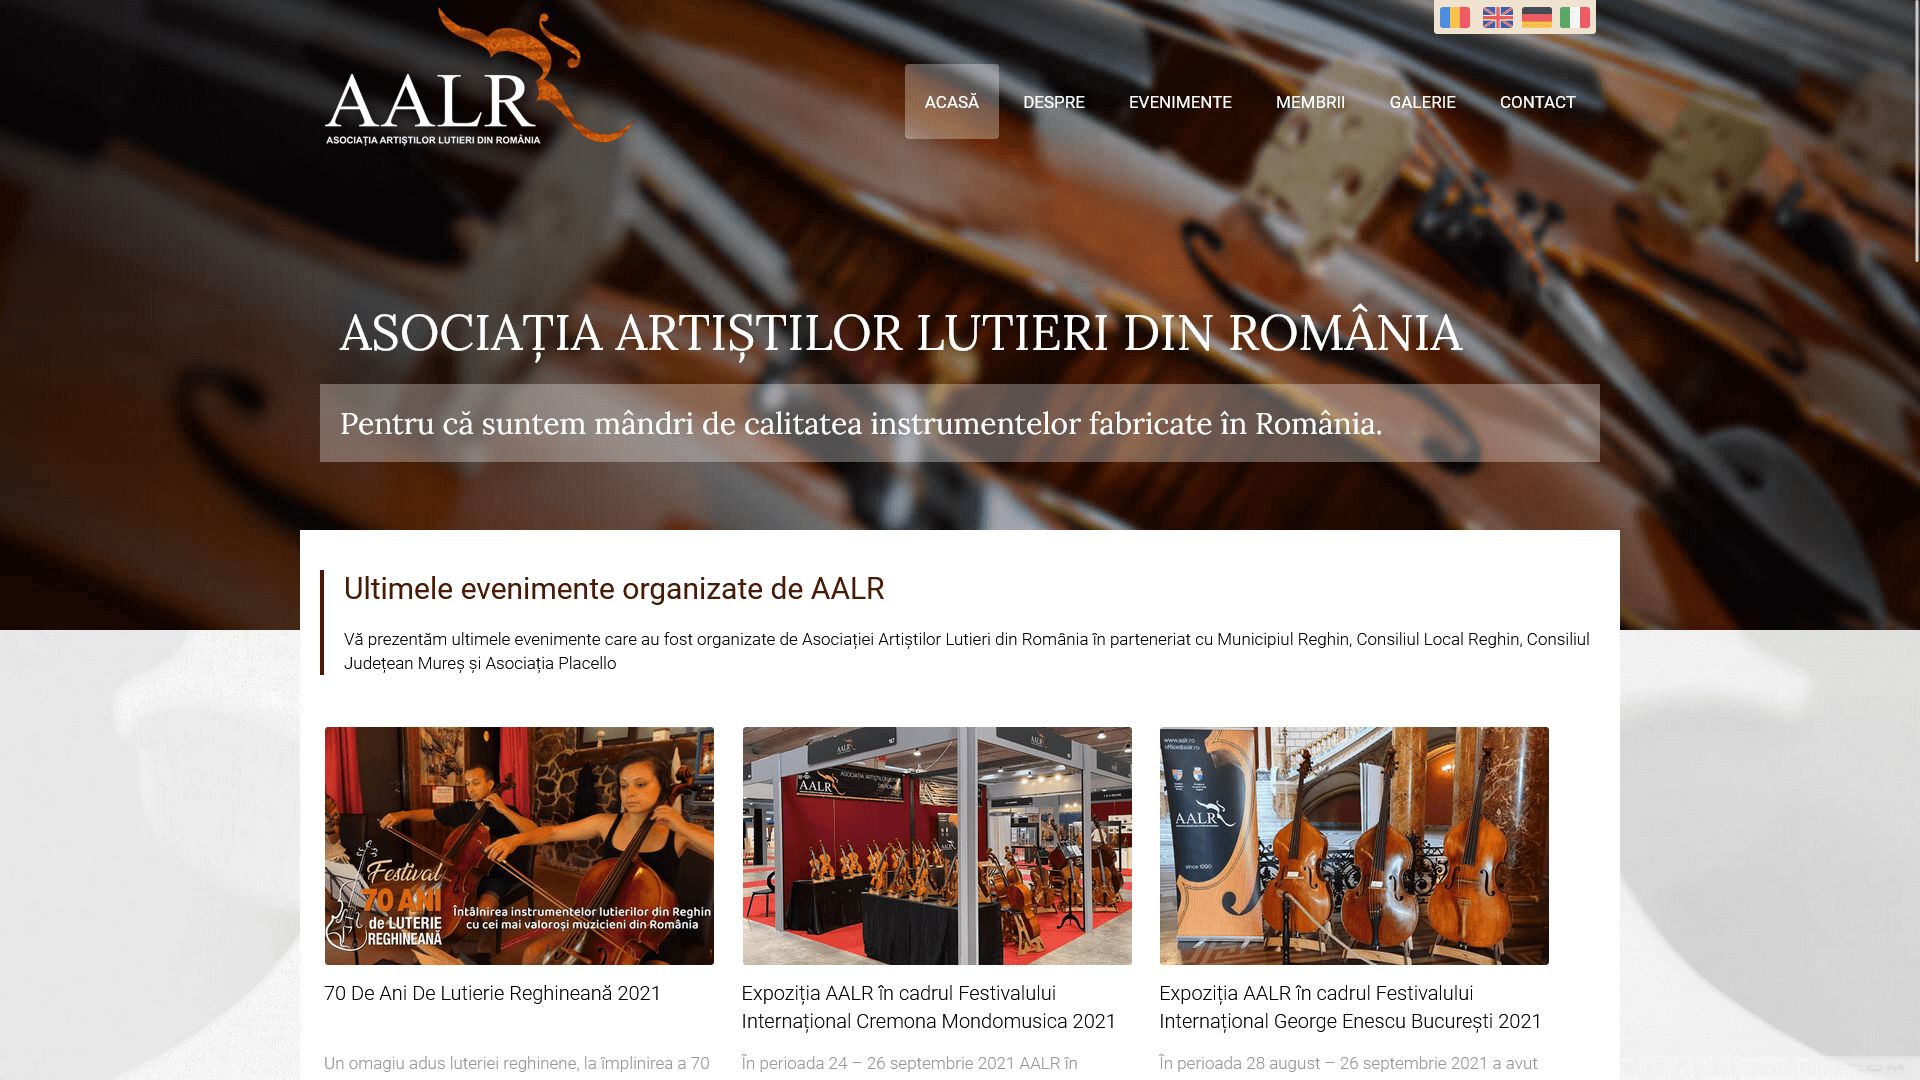 AALR
ASOCIAȚIA ARTIȘTILOR LUTIERI DIN ROMÂNIA
ACASĂ
DESPRE
EVENIMENTE
MEMBRII
GALERIE
CONTACT
ASOCIAȚIA ARTIȘTILOR LUTIERI DIN ROMÂNIA
Pentru că suntem mândri de calitatea instrumentelor fabricate în România.
Ultimele evenimente organizate de AALR
Vă prezentăm ultimele evenimente care au fost organizate de Asociației Artiștilor Lutieri din România în parteneriat cu Municipiul Reghin, Consiliul Local Reghin, Consiliul
Județean Mureș și Asociația Placello
Festival
70 ANI
de LUTERIE
REGHINEANĂ
Întâlnirea instrumentelor lutierilor din Reghin
cu cei mai valoroși muzicieni din România
AALR
www.aalr.ro
office@aalr.ro
AALR
since 1990
70 De Ani De Lutierie Reghineană 2021
Expoziția AALR în cadrul Festivalului
Internațional Cremona Mondomusica 2021
Expoziția AALR în cadrul Festivalului
Internațional George Enescu București 2021
Un omagiu adus luteriei reghinene, la împlinirea a 70
În perioada 24 – 26 septembrie 2021 AALR în
În perioada 28 august – 26 septembrie 2021 a avut